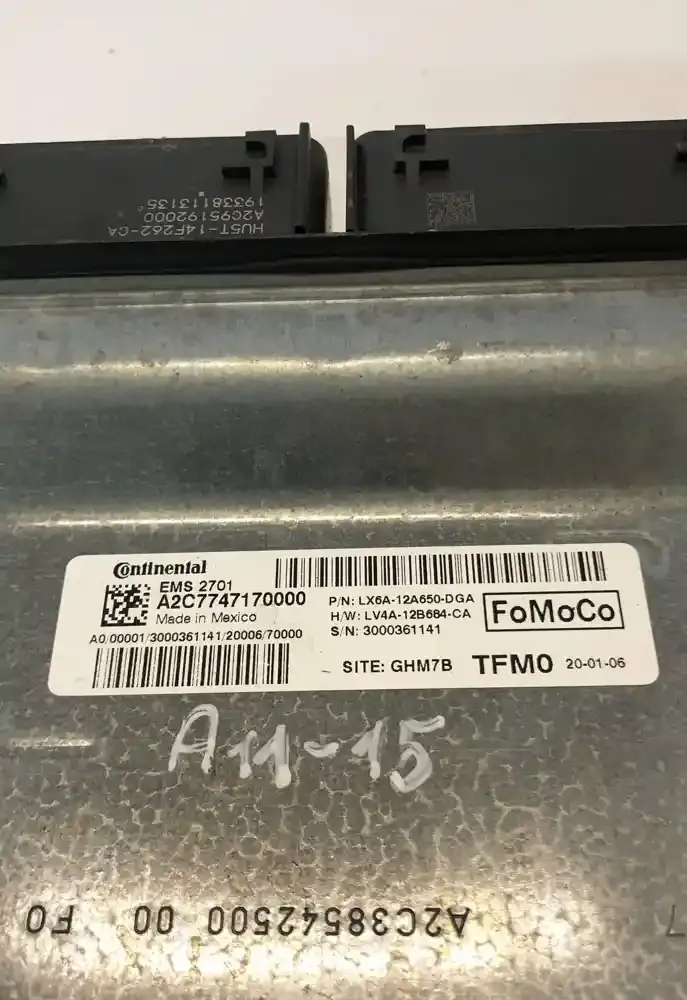 HU5T-14F262-CA
A2C95192000
19338113135
Continental
EMS 2701
A2C7747170000
Made in Mexico
A0/00001/3000361141/20006/70000
P/N: LX6A-12A650-DGA
H/W: LV4A-12B684-CA
S/N: 3000361141
FoMoCo
SITE: GHM7B TFM0 20-01-06
A11-15
A2C38542500 00 F0